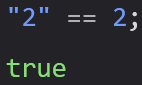 "2" == 2;
true